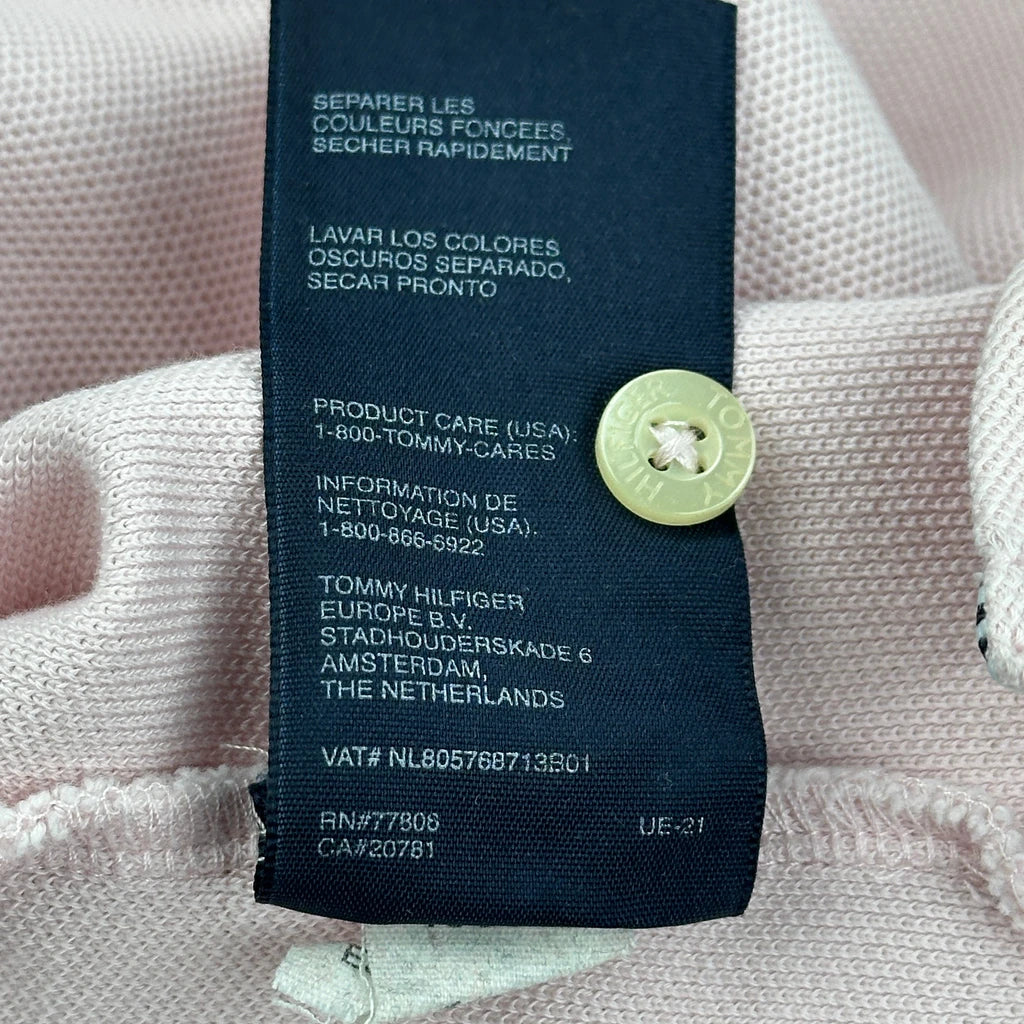 SEPARER LES
COULEURS FONCEES,
SECHER RAPIDEMENT
LAVAR LOS COLORES
OSCUROS SEPARADO,
SECAR PRONTO
PRODUCT CARE (USA):
1-800-TOMMY-CARES
INFORMATION DE
NETTOYAGE (USA).
1-800-866-6922
TOMMY HILFIGER
EUROPE B.V.
STADHOUDERSKADE 6
AMSTERDAM,
THE NETHERLANDS
VAT# NL805768713B01
RN#77806
UE-21
CA#20781
TOMMY HILFIGER